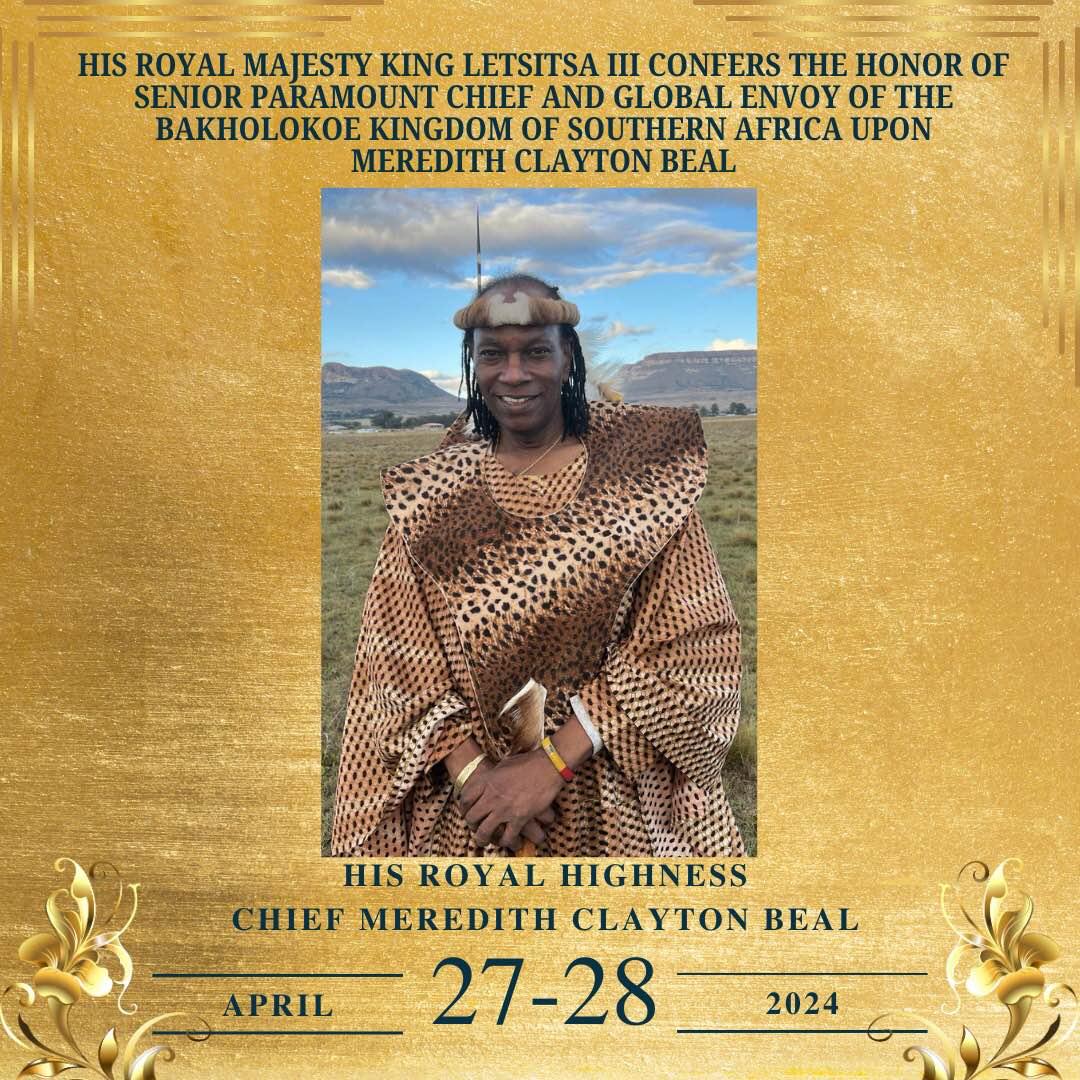 HIS ROYAL MAJESTY KING LETSITSA III CONFERS THE HONOR OF
SENIOR PARAMOUNT CHIEF AND GLOBAL ENVOY OF THE
BAKHOLOKOE KINGDOM OF SOUTHERN AFRICA UPON
MEREDITH CLAYTON BEAL
HIS ROYAL HIGHNESS
CHIEF MEREDITH CLAYTON BEAL
APRIL 27-28 2024